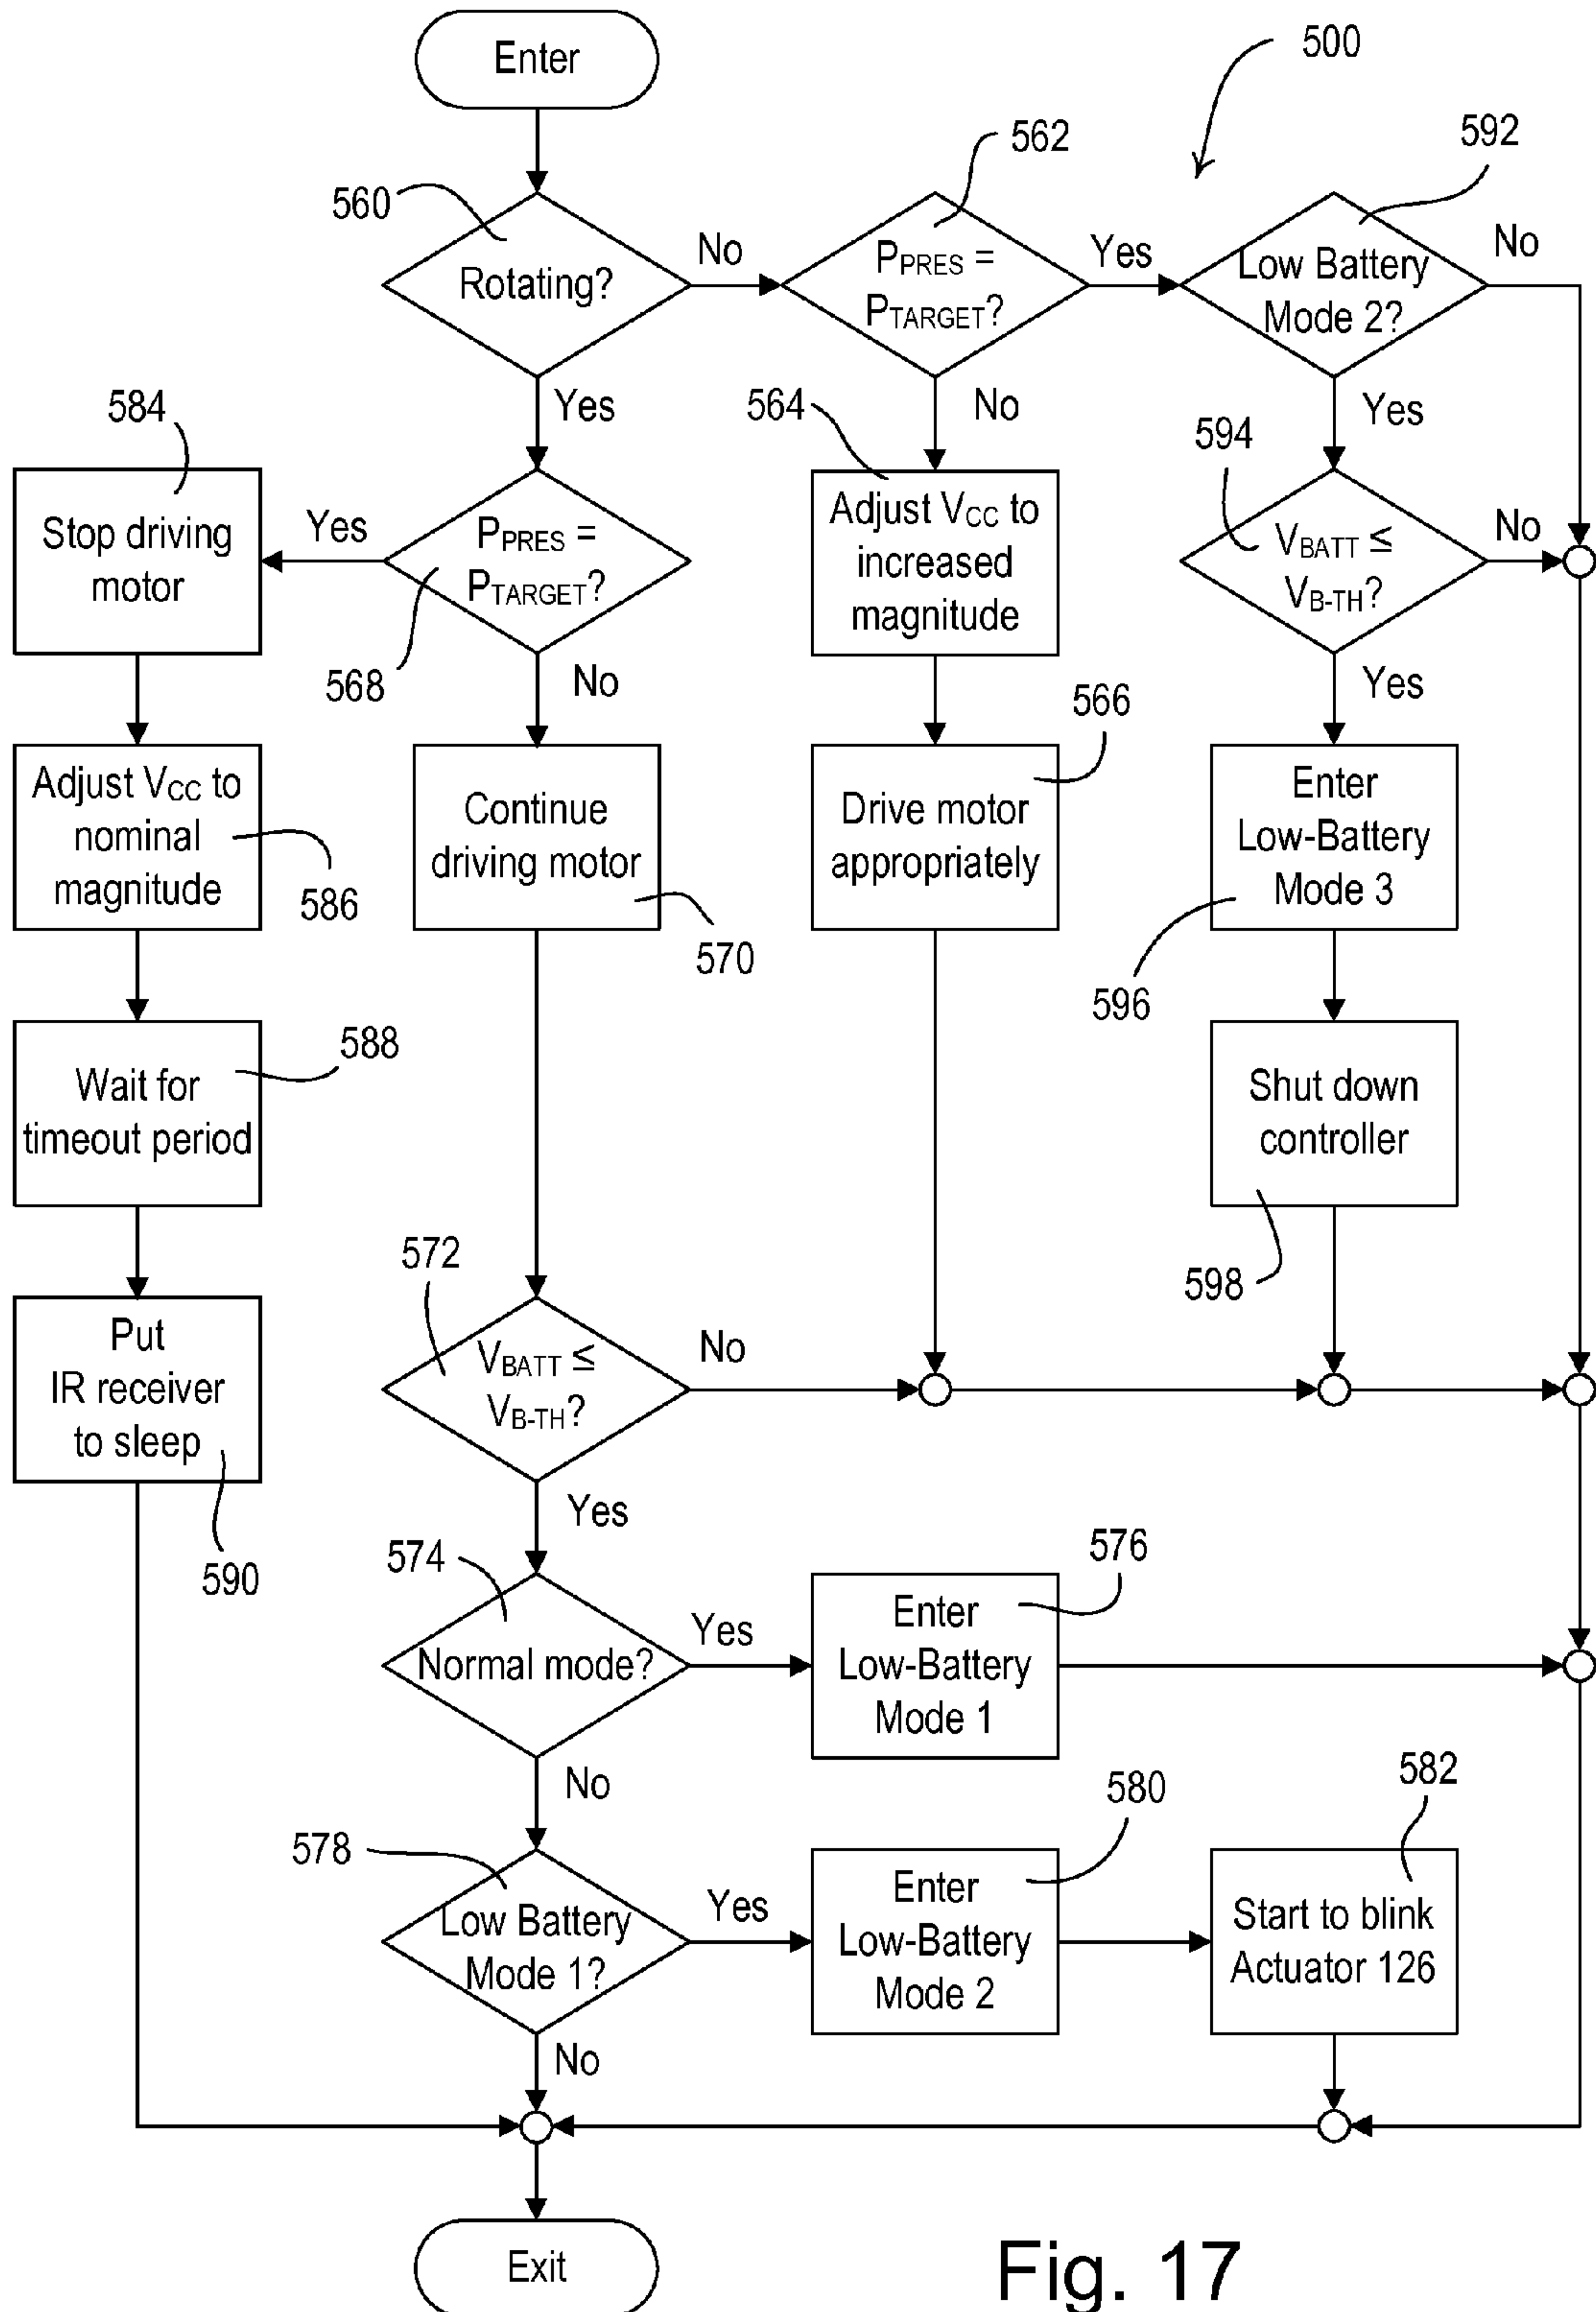 Enter
500
562
592
560
Rotating?
No
PPRES =
PTARGET?
Yes
Low Battery
Mode 2?
No
584
Yes
564
No
Yes
594
Stop driving
motor
Yes
PPRES =
PTARGET?
568
No
Adjust VCC to
increased
magnitude
VBATT ≤
VB-TH?
No
Yes
566
Adjust VCC to
nominal
magnitude
586
Continue
driving motor
570
Drive motor
appropriately
Enter
Low-Battery
Mode 3
596
588
Wait for
timeout period
Shut down
controller
598
572
Put
IR receiver
to sleep
590
VBATT ≤
VB-TH?
No
Yes
574
576
Normal mode?
Yes
Enter
Low-Battery
Mode 1
No
578
580
582
Low Battery
Mode 1?
Yes
Enter
Low-Battery
Mode 2
Start to blink
Actuator 126
No
Exit
Fig. 17